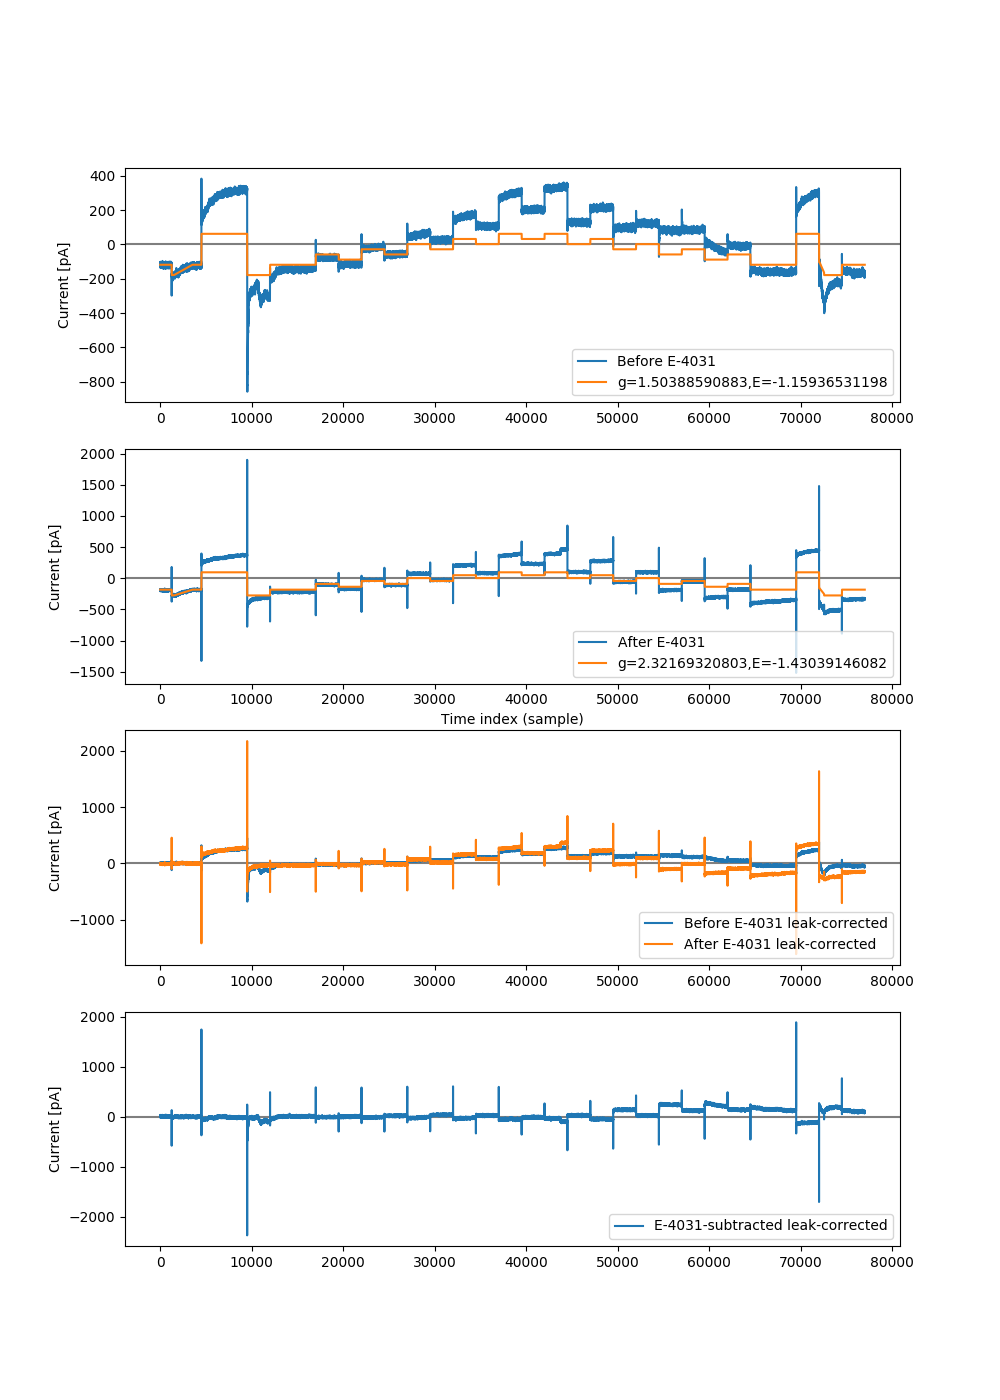 400
200
0
−200
−400
−600
−800
Current [pA]
Before E-4031
g=1.50388590883,E=-1.15936531198
0 10000 20000 30000 40000 50000 60000 70000 80000
2000
1500
1000
500
0
−500
−1000
−1500
Current [pA]
After E-4031
g=2.32169320803,E=-1.43039146082
0 10000 20000 30000 40000 50000 60000 70000 80000
Time index (sample)
2000
1000
0
−1000
Current [pA]
Before E-4031 leak-corrected
After E-4031 leak-corrected
0 10000 20000 30000 40000 50000 60000 70000 80000
2000
1000
0
−1000
−2000
Current [pA]
E-4031-subtracted leak-corrected
0 10000 20000 30000 40000 50000 60000 70000 80000